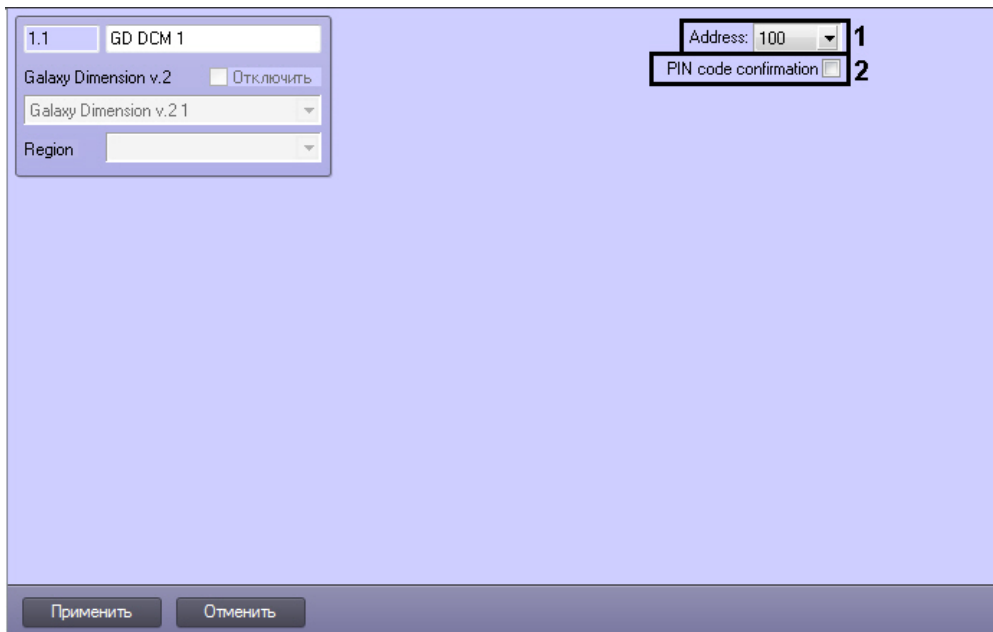 1.1 GD DCM 1
Galaxy Dimension v.2 Отключить
Galaxy Dimension v.2 1
Region
Address: 100 1
PIN code confirmation 2
Применить Отменить